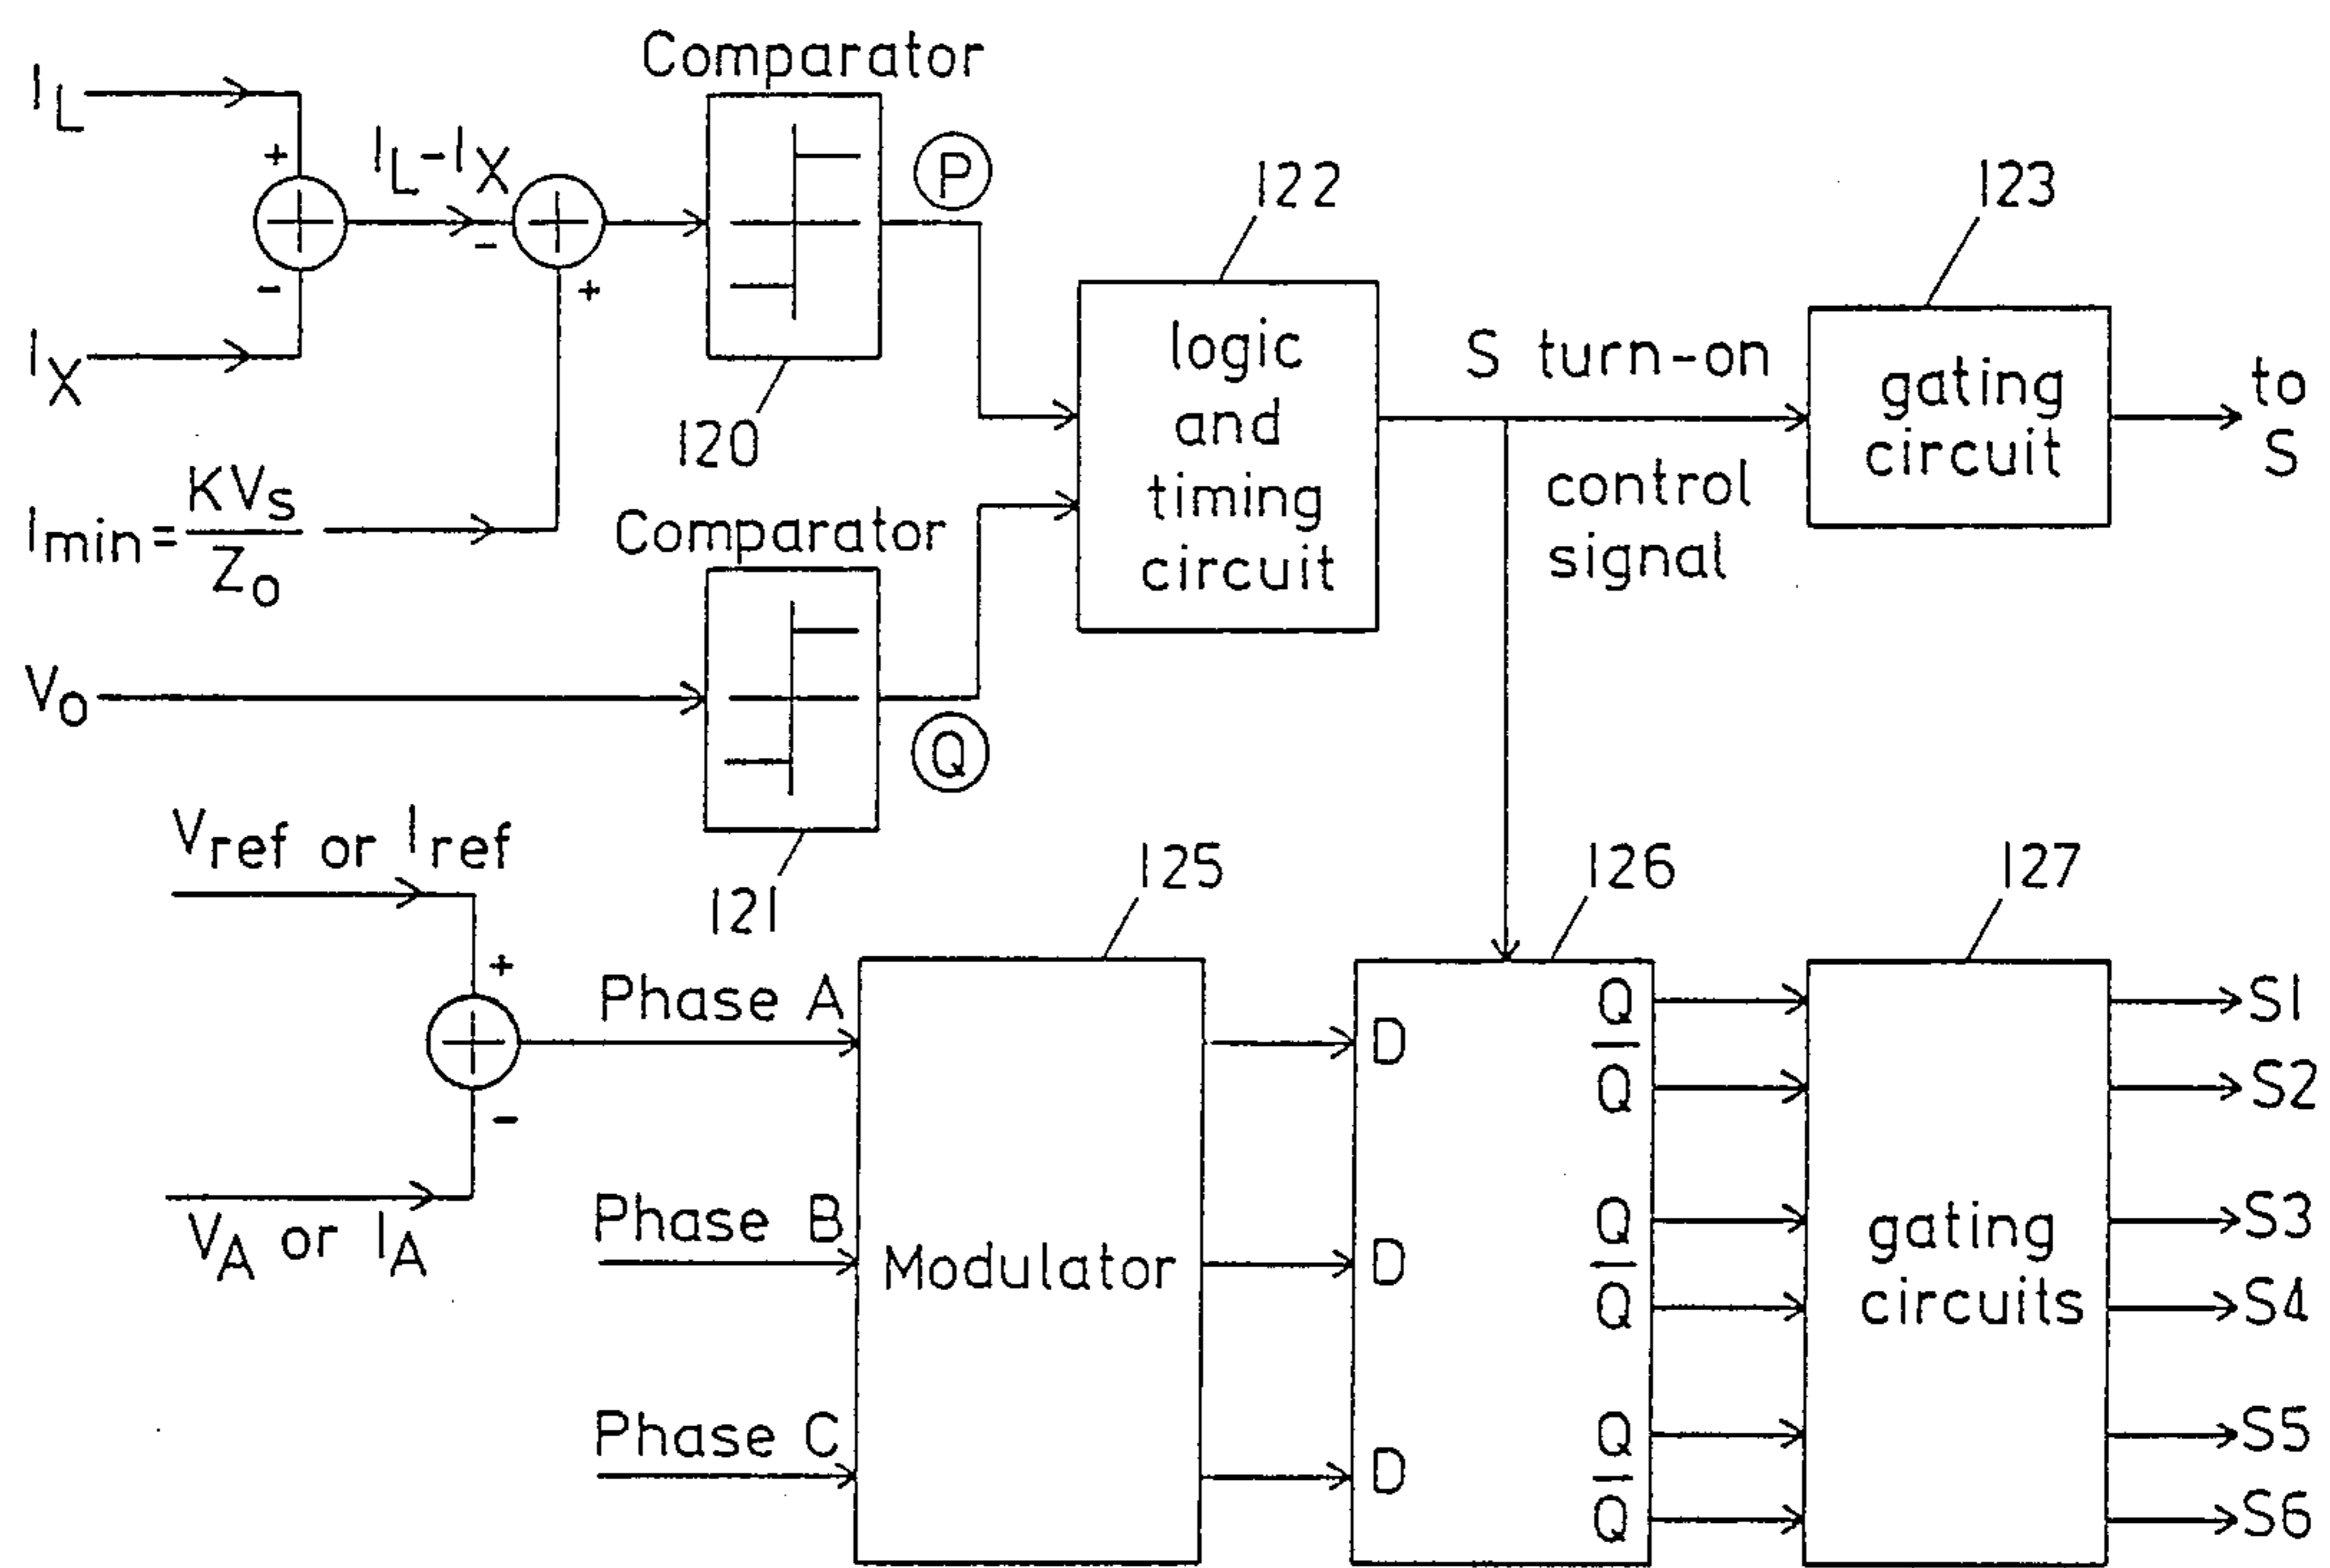 Comparator
I_L
+
I_L-I_X
P
122
123
-
-
+
I_X
120
logic
and
timing
circuit
S turn-on
control
signal
gating
circuit
to
S
I_min = KV_s
Z_o
Comparator
V_o
Q
121
V_ref or I_ref
+
-
V_A or I_A
125
126
127
Phase A
Phase B
Phase C
Modulator
D
D
D
Q
Q̅
Q
Q̅
Q
Q̅
gating
circuits
S1
S2
S3
S4
S5
S6